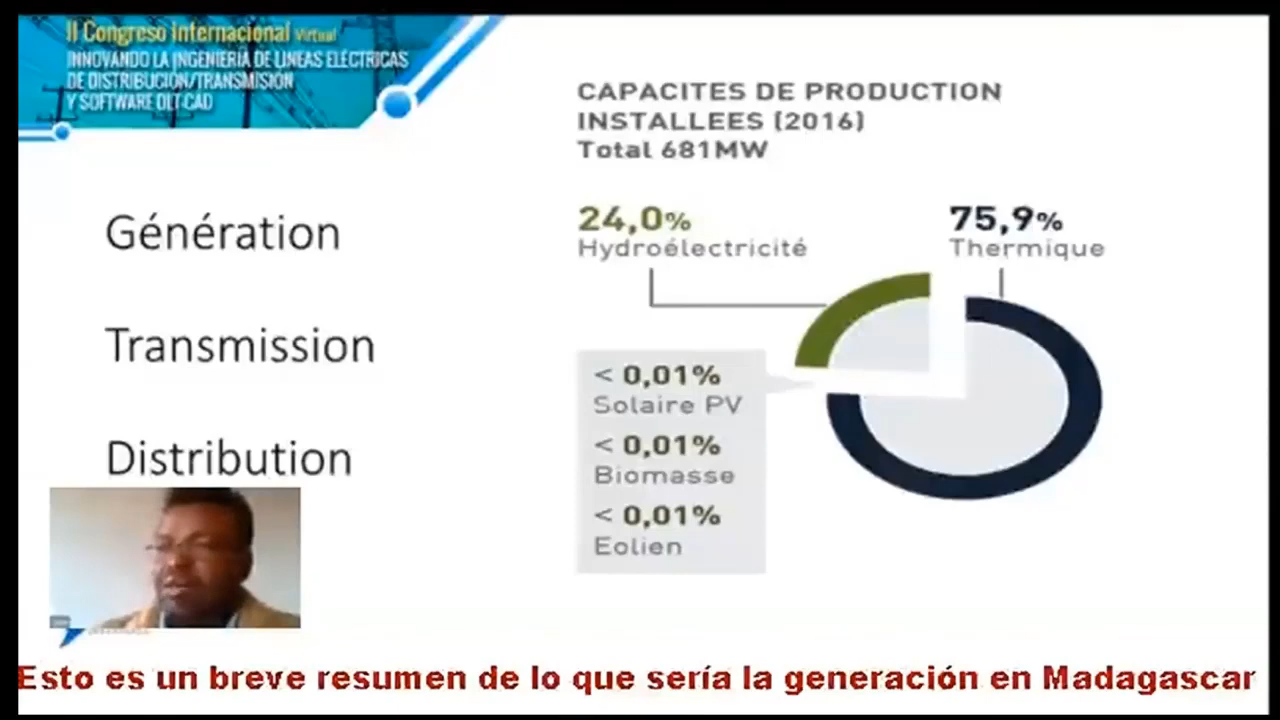 II Congreso Internacional Virtual
INNOVANDO LA INGENIERÍA DE LINEAS ELÉCTRICAS
DE DISTRIBUCIÓN/TRANSMISIÓN
Y SOFTWARE DLT-CAD
CAPACITES DE PRODUCTION
INSTALLEES (2016)
Total 681MW
24,0%
Hydroélectricité
75,9%
Thermique
Génération
Transmission
Distribution
< 0,01%
Solaire PV
< 0,01%
Biomasse
< 0,01%
Eolien
Esto es un breve resumen de lo que sería la generación en Madagascar